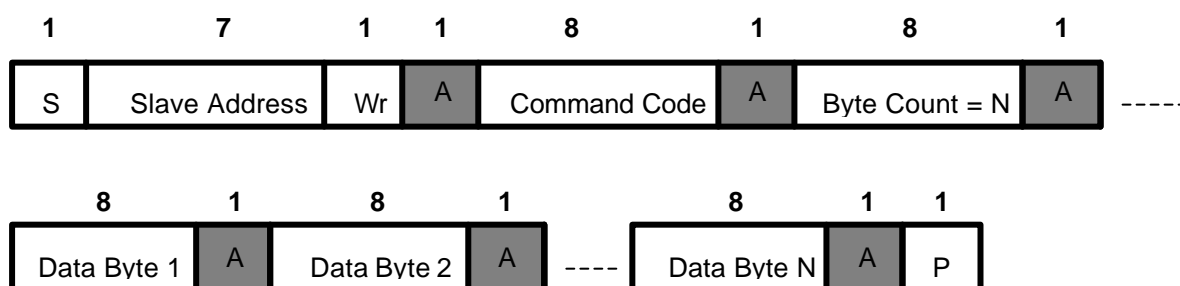 1 7 1 1 8 1 8 1
S Slave Address Wr A Command Code A Byte Count = N A
8 1 8 1 8 1 1
Data Byte 1 A Data Byte 2 A Data Byte N A P